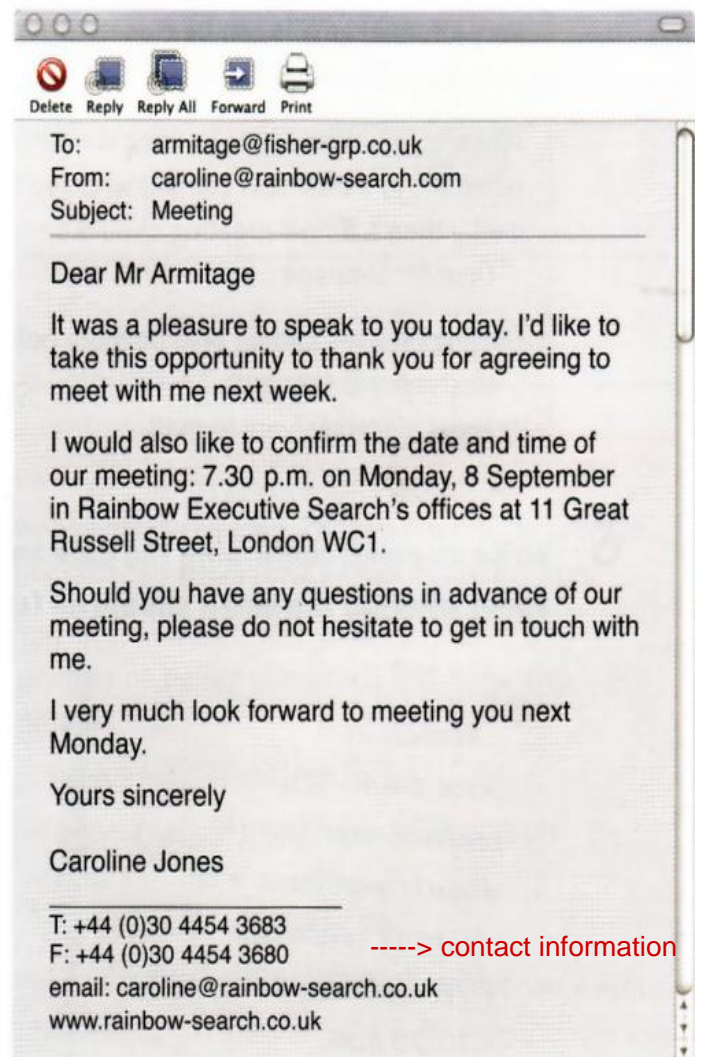 Delete Reply Reply All Forward Print
To: armitage@fisher-grp.co.uk
From: caroline@rainbow-search.com
Subject: Meeting
Dear Mr Armitage
It was a pleasure to speak to you today. I'd like to
take this opportunity to thank you for agreeing to
meet with me next week.
I would also like to confirm the date and time of
our meeting: 7.30 p.m. on Monday, 8 September
in Rainbow Executive Search's offices at 11 Great
Russell Street, London WC1.
Should you have any questions in advance of our
meeting, please do not hesitate to get in touch with
me.
I very much look forward to meeting you next
Monday.
Yours sincerely
Caroline Jones
T: +44 (0)30 4454 3683
F: +44 (0)30 4454 3680
-----> contact information
email: caroline@rainbow-search.co.uk
www.rainbow-search.co.uk